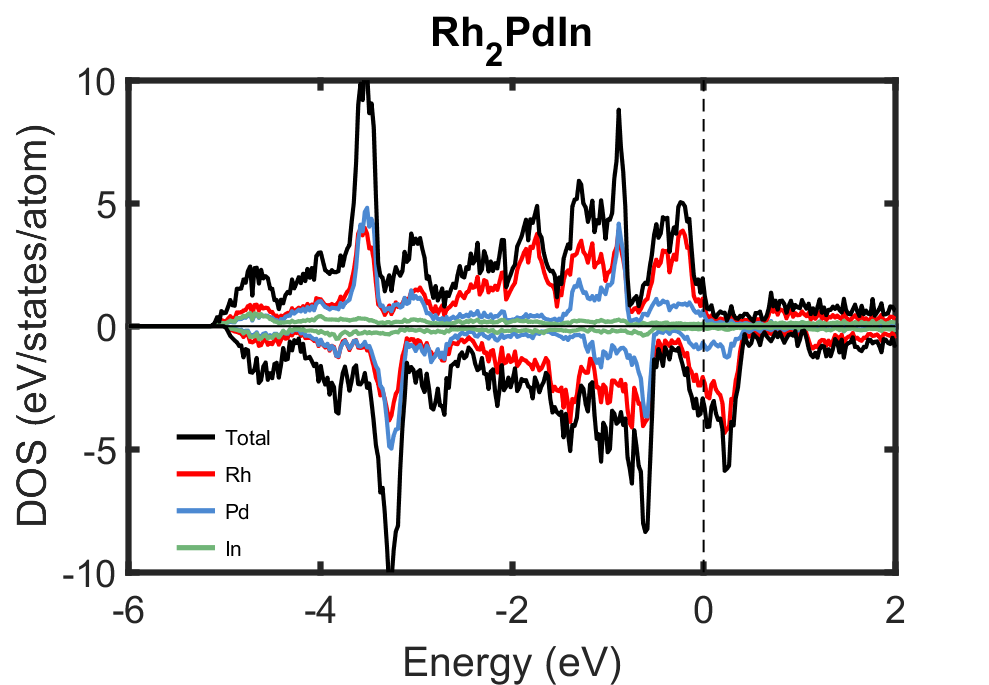 Rh₂PdIn
DOS (eV/states/atom)
10
5
0
-5
-10
Total
Rh
Pd
In
-6 -4 -2 0 2
Energy (eV)